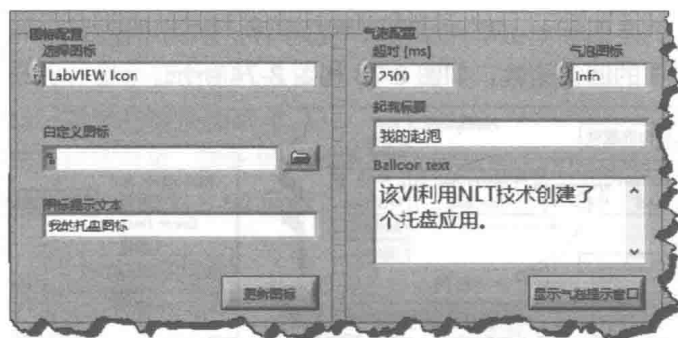 图标配置
选择图标
LabVIEW Icon
自定义图标
图标提示文本
我的托盘图标
更新图标
气泡配置
超时 (ms)
2500
气泡图标
Info
起泡标题
我的起泡
Balloon text
该VI利用NET技术创建了
个托盘应用。
显示气泡提示窗口